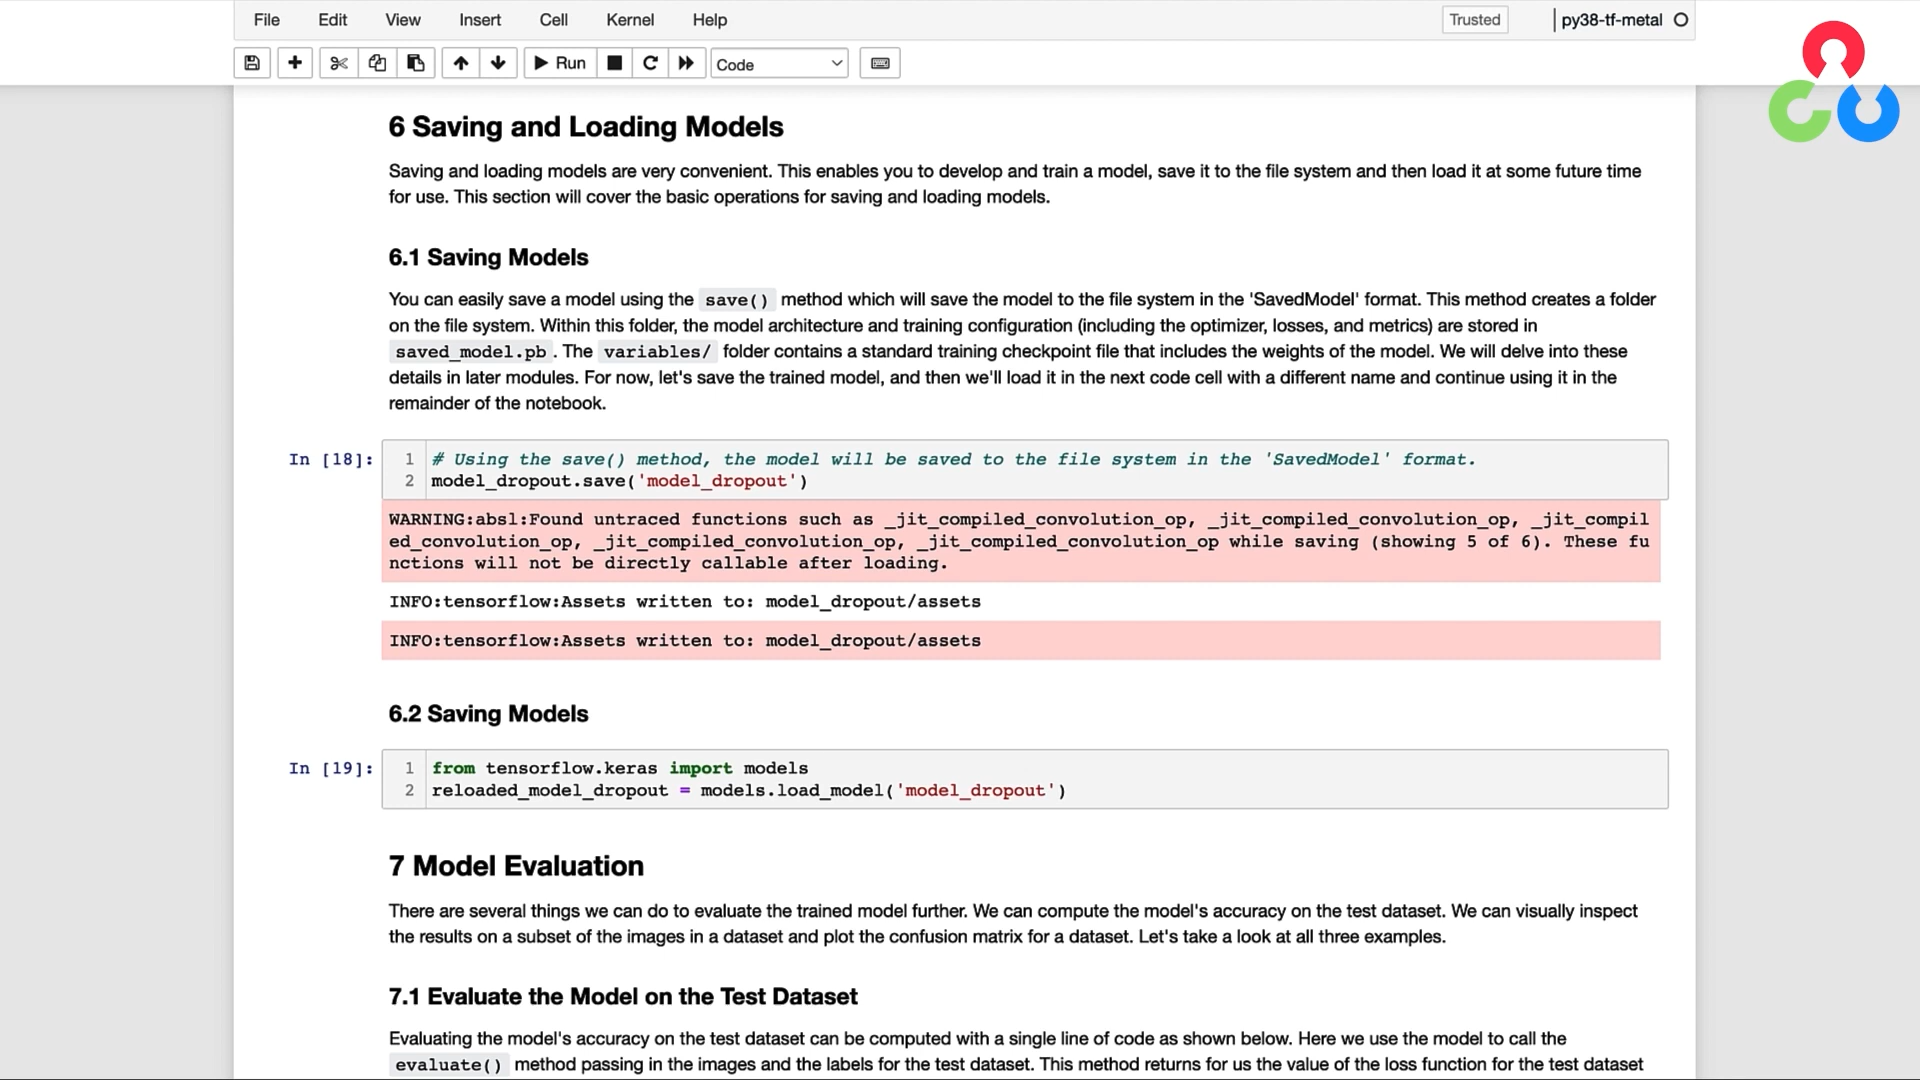 File Edit View Insert Cell Kernel Help Trusted py38-tf-metal
Run Code
6 Saving and Loading Models
Saving and loading models are very convenient. This enables you to develop and train a model, save it to the file system and then load it at some future time
for use. This section will cover the basic operations for saving and loading models.
6.1 Saving Models
You can easily save a model using the save() method which will save the model to the file system in the 'SavedModel' format. This method creates a folder
on the file system. Within this folder, the model architecture and training configuration (including the optimizer, losses, and metrics) are stored in
saved_model.pb . The variables/ folder contains a standard training checkpoint file that includes the weights of the model. We will delve into these
details in later modules. For now, let's save the trained model, and then we'll load it in the next code cell with a different name and continue using it in the
remainder of the notebook.
In [18]: 1 # Using the save() method, the model will be saved to the file system in the 'SavedModel' format.
2 model_dropout.save('model_dropout')
WARNING:absl:Found untraced functions such as _jit_compiled_convolution_op, _jit_compiled_convolution_op, _jit_compil
ed_convolution_op, _jit_compiled_convolution_op, _jit_compiled_convolution_op while saving (showing 5 of 6). These fu
nctions will not be directly callable after loading.
INFO:tensorflow:Assets written to: model_dropout/assets
INFO:tensorflow:Assets written to: model_dropout/assets
6.2 Saving Models
In [19]: 1 from tensorflow.keras import models
2 reloaded_model_dropout = models.load_model('model_dropout')
7 Model Evaluation
There are several things we can do to evaluate the trained model further. We can compute the model's accuracy on the test dataset. We can visually inspect
the results on a subset of the images in a dataset and plot the confusion matrix for a dataset. Let's take a look at all three examples.
7.1 Evaluate the Model on the Test Dataset
Evaluating the model's accuracy on the test dataset can be computed with a single line of code as shown below. Here we use the model to call the
evaluate() method passing in the images and the labels for the test dataset. This method returns for us the value of the loss function for the test dataset